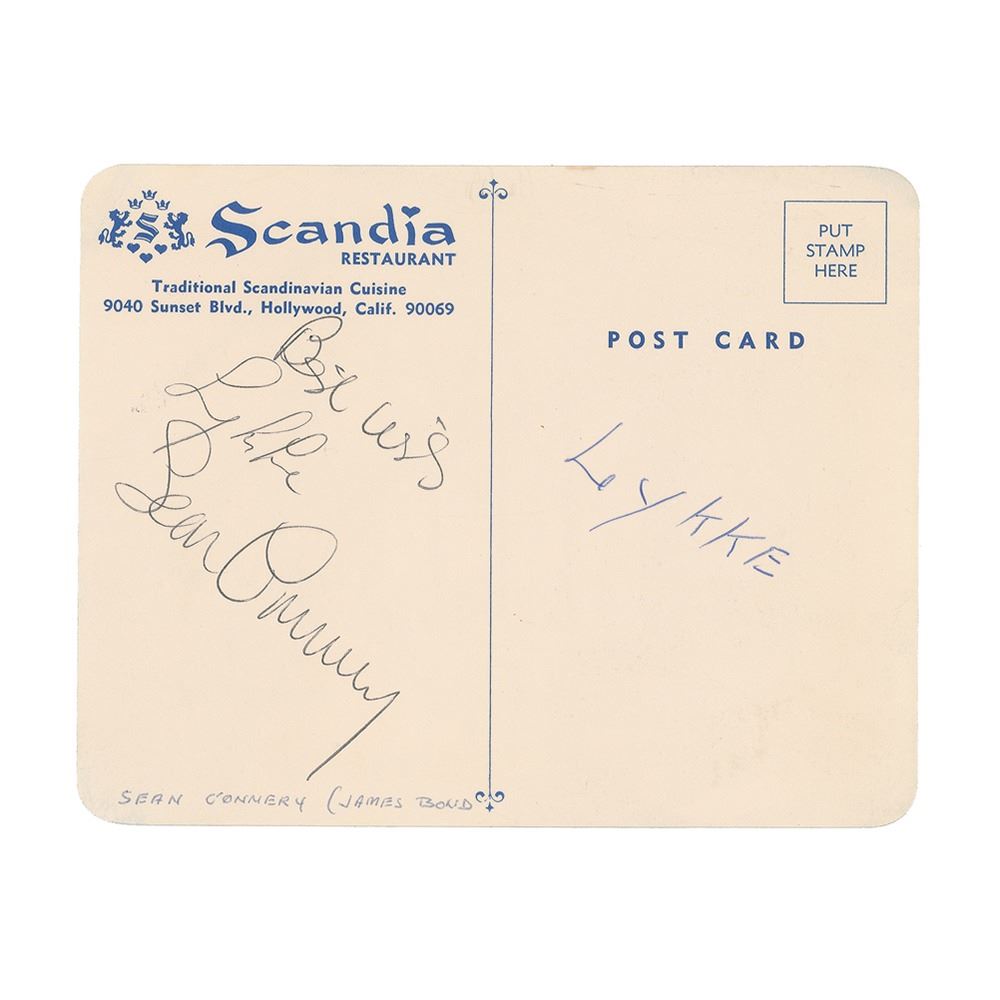 Scandia
RESTAURANT
Traditional Scandinavian Cuisine
9040 Sunset Blvd., Hollywood, Calif. 90069
Best Wish
Lykke
Sean Connery
SEAN CONNERY (JAMES BOND
PUT
STAMP
HERE
POST CARD
LYKKE